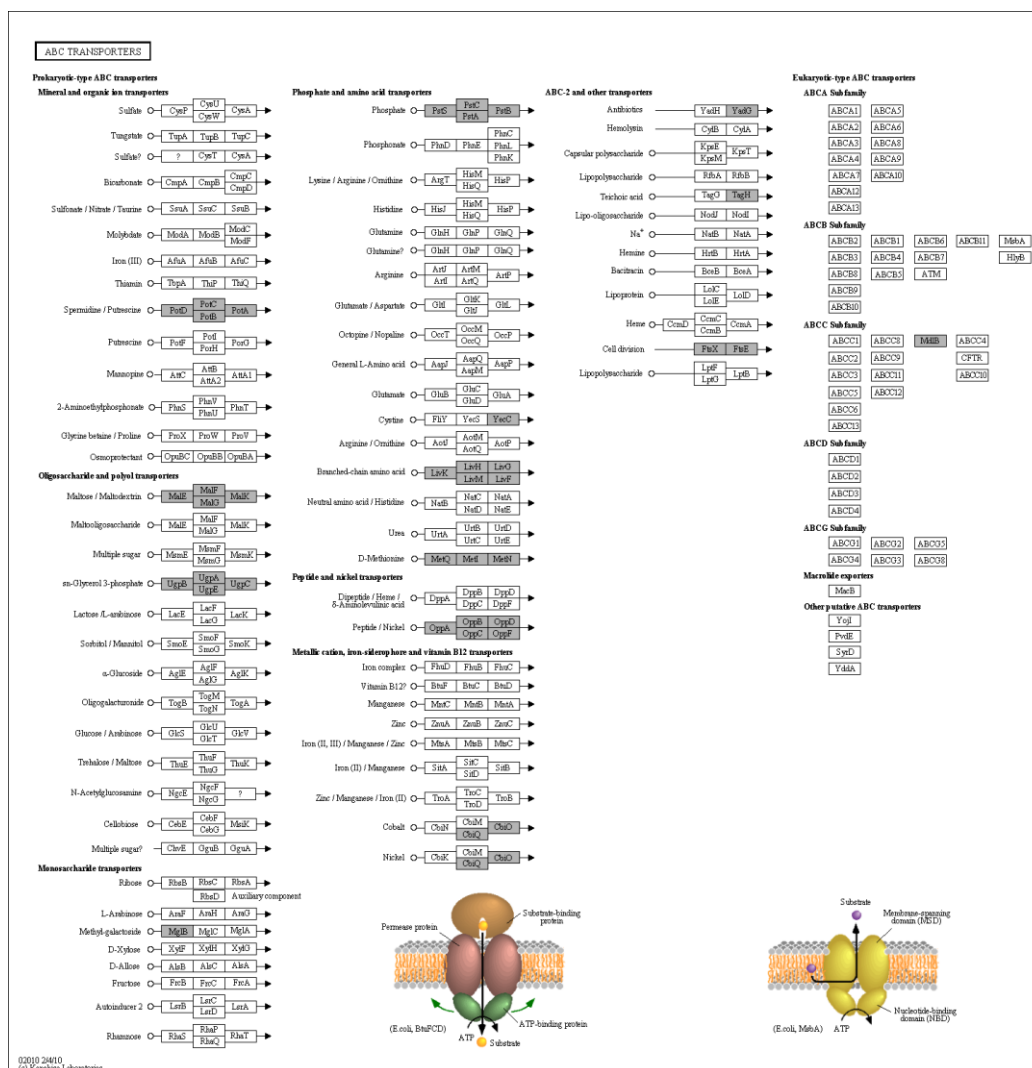 ABC TRANSPORTERS
Prokaryotic-type ABC transporters
Mineral and organic ion transporters
Sulfate CysP CysU CysW CysA
Tungstate TupA TupB TupC
Sulfate? ? CysT CysA
Bicarbonate CmpA CmpB CmpC CmpD
Sulfonate / Nitrate / Taurine SsuA SsuC SsuB
Molybdate ModA ModB ModC ModF
Iron (III) AfuA AfuB AfuC
Thiamin TbpA ThiP ThiQ
Spermidine / Putrescine PotD PotC PotB PotA
Putrescine PotF PotI PotH PotG
Mannopine AttC AttB AttA2 AttA1
2-Aminoethylphosphonate PhnS PhnV PhnU PhnT
Glycine betaine / Proline ProX ProW ProV
Osmoprotectant OpuBC OpuBB OpuBA
Oligosaccharide and polyol transporters
Maltose / Maltodextrin MalE MalF MalG MalK
Maltooligosaccharide MalE MalF MalG MalK
Multiple sugar MsmE MsmF MsmG MsmK
sn-Glycerol 3-phosphate UgpB UgpA UgpE UgpC
Lactose / L-arabinose LacE LacF LacG LacK
Sorbitol / Mannitol SmoE SmoF SmoG SmoK
α-Glucoside AglE AglF AglG AglK
Oligogalacturonide TogB TogM TogN TogA
Glucose / Arabinose GlcS GlcU GlcT GlcV
Trehalose / Maltose ThuE ThuF ThuG ThuK
N-Acetylglucosamine NgcE NgcF NgcG ?
Cellobiose CebE CebF CebG MsiK
Multiple sugar? ChvE GguB GguA
Monosaccharide transporters
Ribose RbsB RbsC RbsA
RbsD Auxiliary component
L-Arabinose AraF AraH AraG
Methyl-galactoside MglB MglC MglA
D-Xylose XylF XylH XylG
D-Allose AlsB AlsC AlsA
Fructose FrcB FrcC FrcA
Autoinducer 2 LsrB LsrC LsrD LsrA
Rhamnose RhaS RhaP RhaQ RhaT
Phosphate and amino acid transporters
Phosphate PstS PstC PstA PstB
Phosphonate PhnD PhnE PhnC PhnL PhnK
Lysine / Arginine / Ornithine ArgT HisM HisQ HisP
Histidine HisJ HisM HisQ HisP
Glutamine GlnH GlnP GlnQ
Glutamine? GlnH GlnP GlnQ
Arginine ArtJ ArtI ArtM ArtQ ArtP
Glutamate / Aspartate GltI GltK GltJ GltL
Octopine / Nopaline OccT OccM OccQ OccP
General L-Amino acid AapJ AapQ AapM AapP
Glutamate GluB GluC GluD GluA
Cystine FliY YecS YecC
Arginine / Ornithine AotJ AotM AotQ AotP
Branched-chain amino acid LivK LivH LivM LivG LivF
Neutral amino acid / Histidine NatB NatC NatD NatA NatE
Urea UrtA UrtB UrtC UrtD UrtE
D-Methionine MetQ MetI MetN
Peptide and nickel transporters
Dipeptide / Heme / δ-Aminolevulinic acid DppA DppB DppC DppD DppF
Peptide / Nickel OppA OppB OppC OppD OppF
Metallic cation, iron-siderophore and vitamin B12 transporters
Iron complex FhuD FhuB FhuC
Vitamin B12? BtuF BtuC BtuD
Manganese MntC MntB MntA
Zinc ZnuA ZnuB ZnuC
Iron (II, III) / Manganese / Zinc MtsA MtsB MtsC
Iron (II) / Manganese SitA SitC SitD SitB
Zinc / Manganese / Iron (II) TroA TroC TroD TroB
Cobalt CbiN CbiM CbiQ CbiO
Nickel CbiK CbiM CbiQ CbiO
ABC-2 and other transporters
Antibiotics YadH YadG
Hemolysin CylB CylA
Capsular polysaccharide KpsE KpsM KpsT
Lipopolysaccharide RfbA RfbB
Teichoic acid TagG TagH
Lipo-oligosaccharide NodJ NodI
Na+ NatB NatA
Hemine HrtB HrtA
Bacitracin BceB BceA
Lipoprotein LolC LolE LolD
Heme CcmD CcmC CcmB CcmA
Cell division FtsX FtsE
Lipopolysaccharide LptF LptG LptB
Eukaryotic-type ABC transporters
ABCA Subfamily
ABCA1 ABCA5
ABCA2 ABCA6
ABCA3 ABCA8
ABCA4 ABCA9
ABCA7 ABCA10
ABCA12
ABCA13
ABCB Subfamily
ABCB2 ABCB1 ABCB6 ABCB11 MsbA
ABCB3 ABCB4 ABCB7 HlyB
ABCB8 ABCB5 ATM
ABCB9
ABCB10
ABCC Subfamily
ABCC1 ABCC8 MdlB ABCC4
ABCC2 ABCC9 CFTR
ABCC3 ABCC11 ABCC10
ABCC5 ABCC12
ABCC6
ABCC13
ABCD Subfamily
ABCD1
ABCD2
ABCD3
ABCD4
ABCG Subfamily
ABCG1 ABCG2 ABCG5
ABCG4 ABCG3 ABCG8
Macrolide exporters
MacB
Other putative ABC transporters
YojI
PvdE
SyrD
YddA
Substrate-binding protein
Permease protein
ATP-binding protein
(E.coli, BtuFCD)
ATP
Substrate
Substrate
Membrane-spanning domain (MSD)
Nucleotide-binding domain (NBD)
(E.coli, MsbA)
ATP
02010 2/4/10
(c) Kanehisa Laboratories